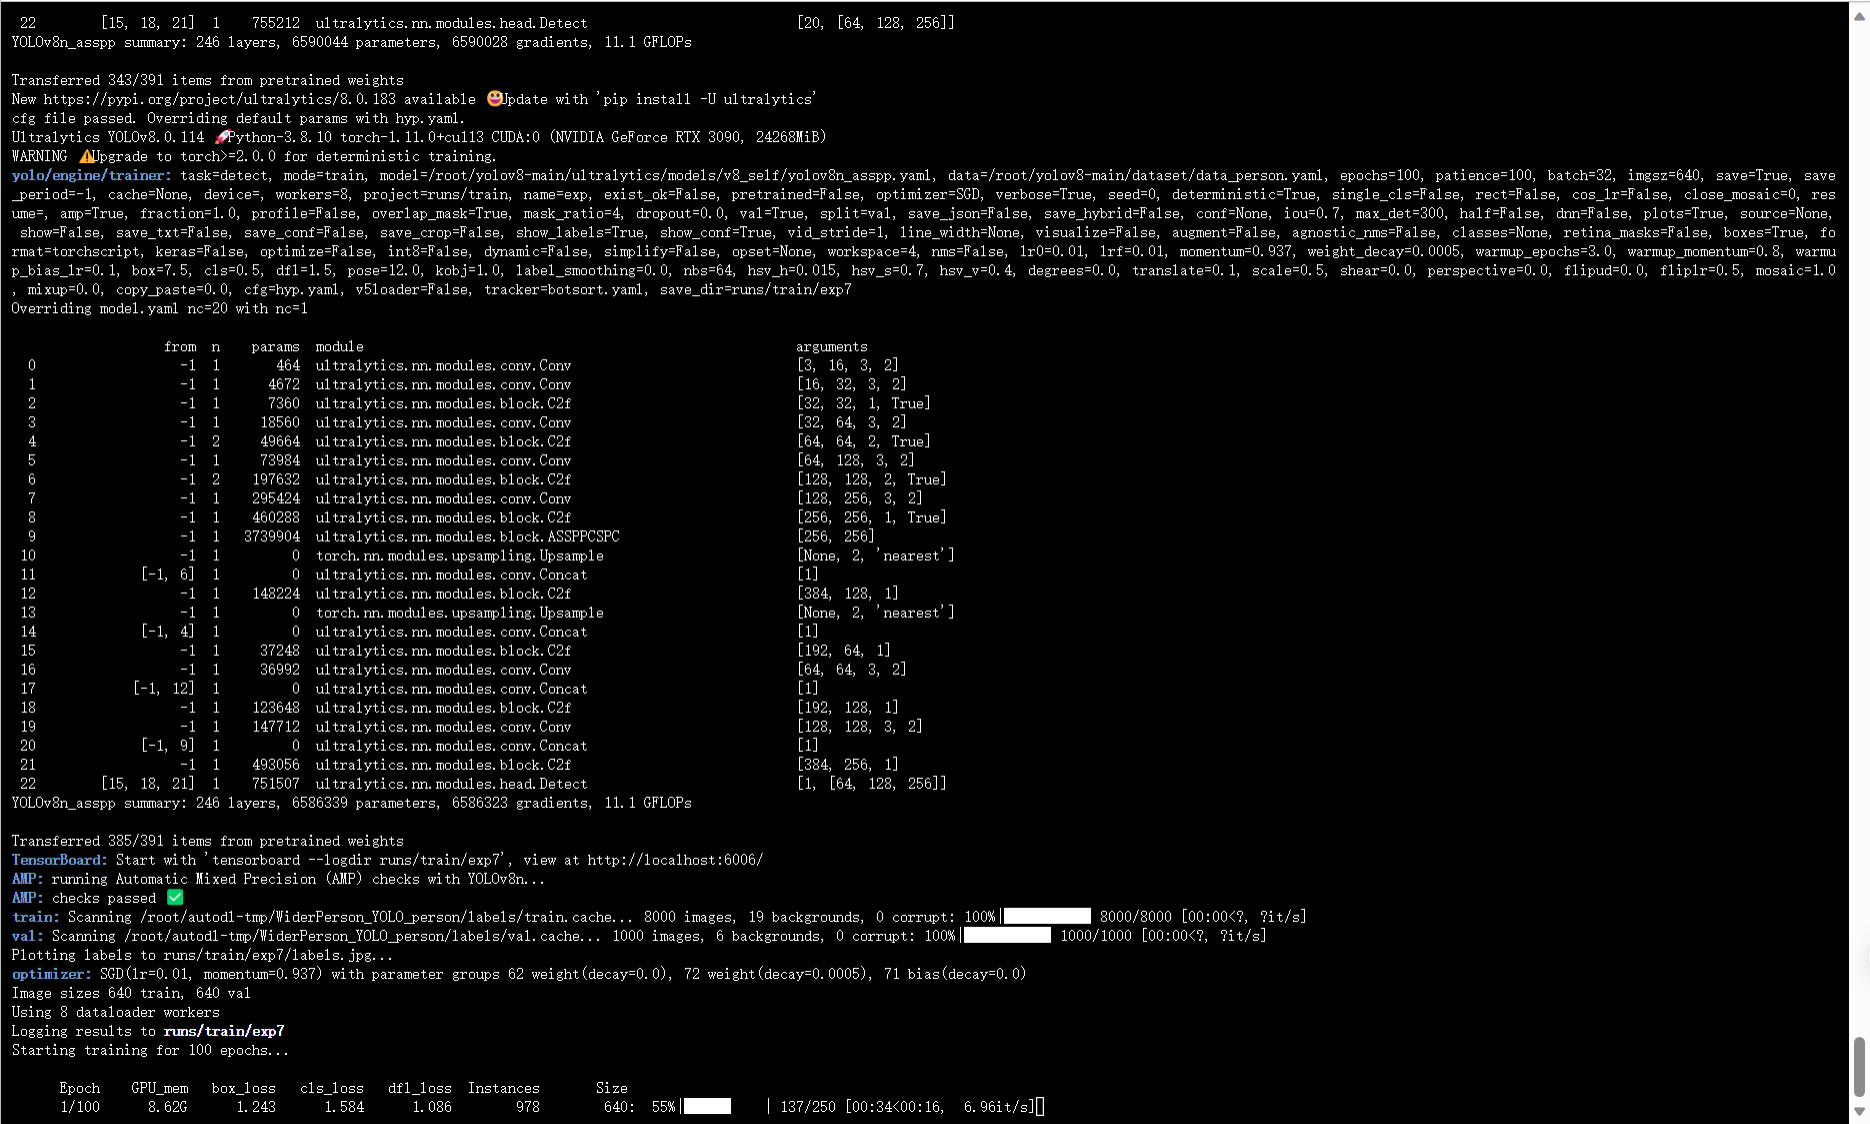 22 [15, 18, 21] 1 755212 ultralytics.nn.modules.head.Detect [20, [64, 128, 256]]
YOLOv8n_asspp summary: 246 layers, 6590044 parameters, 6590028 gradients, 11.1 GFLOPs
Transferred 343/391 items from pretrained weights
New https://pypi.org/project/ultralytics/8.0.183 available 😃Update with 'pip install -U ultralytics'
cfg file passed. Overriding default params with hyp.yaml.
Ultralytics YOLOv8.0.114 🚀Python-3.8.10 torch-1.11.0+cu113 CUDA:0 (NVIDIA GeForce RTX 3090, 24268MiB)
WARNING ⚠️Upgrade to torch>=2.0.0 for deterministic training.
yolo/engine/trainer: task=detect, mode=train, model=/root/yolov8-main/ultralytics/models/v8_self/yolov8n_asspp.yaml, data=/root/yolov8-main/dataset/data_person.yaml, epochs=100, patience=100, batch=32, imgsz=640, save=True, save
_period=-1, cache=None, device=, workers=8, project=runs/train, name=exp, exist_ok=False, pretrained=False, optimizer=SGD, verbose=True, seed=0, deterministic=True, single_cls=False, rect=False, cos_lr=False, close_mosaic=0, res
ume=, amp=True, fraction=1.0, profile=False, overlap_mask=True, mask_ratio=4, dropout=0.0, val=True, split=val, save_json=False, save_hybrid=False, conf=None, iou=0.7, max_det=300, half=False, dnn=False, plots=True, source=None,
show=False, save_txt=False, save_conf=False, save_crop=False, show_labels=True, show_conf=True, vid_stride=1, line_width=None, visualize=False, augment=False, agnostic_nms=False, classes=None, retina_masks=False, boxes=True, fo
rmat=torchscript, keras=False, optimize=False, int8=False, dynamic=False, simplify=False, opset=None, workspace=4, nms=False, lr0=0.01, lrf=0.01, momentum=0.937, weight_decay=0.0005, warmup_epochs=3.0, warmup_momentum=0.8, warmu
p_bias_lr=0.1, box=7.5, cls=0.5, dfl=1.5, pose=12.0, kobj=1.0, label_smoothing=0.0, nbs=64, hsv_h=0.015, hsv_s=0.7, hsv_v=0.4, degrees=0.0, translate=0.1, scale=0.5, shear=0.0, perspective=0.0, flipud=0.0, fliplr=0.5, mosaic=1.0
, mixup=0.0, copy_paste=0.0, cfg=hyp.yaml, v5loader=False, tracker=botsort.yaml, save_dir=runs/train/exp7
Overriding model.yaml nc=20 with nc=1
from n params module arguments
0 -1 1 464 ultralytics.nn.modules.conv.Conv [3, 16, 3, 2]
1 -1 1 4672 ultralytics.nn.modules.conv.Conv [16, 32, 3, 2]
2 -1 1 7360 ultralytics.nn.modules.block.C2f [32, 32, 1, True]
3 -1 1 18560 ultralytics.nn.modules.conv.Conv [32, 64, 3, 2]
4 -1 2 49664 ultralytics.nn.modules.block.C2f [64, 64, 2, True]
5 -1 1 73984 ultralytics.nn.modules.conv.Conv [64, 128, 3, 2]
6 -1 2 197632 ultralytics.nn.modules.block.C2f [128, 128, 2, True]
7 -1 1 295424 ultralytics.nn.modules.conv.Conv [128, 256, 3, 2]
8 -1 1 460288 ultralytics.nn.modules.block.C2f [256, 256, 1, True]
9 -1 1 3739904 ultralytics.nn.modules.block.ASSPPCSPC [256, 256]
10 -1 1 0 torch.nn.modules.upsampling.Upsample [None, 2, 'nearest']
11 [-1, 6] 1 0 ultralytics.nn.modules.conv.Concat [1]
12 -1 1 148224 ultralytics.nn.modules.block.C2f [384, 128, 1]
13 -1 1 0 torch.nn.modules.upsampling.Upsample [None, 2, 'nearest']
14 [-1, 4] 1 0 ultralytics.nn.modules.conv.Concat [1]
15 -1 1 37248 ultralytics.nn.modules.block.C2f [192, 64, 1]
16 -1 1 36992 ultralytics.nn.modules.conv.Conv [64, 64, 3, 2]
17 [-1, 12] 1 0 ultralytics.nn.modules.conv.Concat [1]
18 -1 1 123648 ultralytics.nn.modules.block.C2f [192, 128, 1]
19 -1 1 147712 ultralytics.nn.modules.conv.Conv [128, 128, 3, 2]
20 [-1, 9] 1 0 ultralytics.nn.modules.conv.Concat [1]
21 -1 1 493056 ultralytics.nn.modules.block.C2f [384, 256, 1]
22 [15, 18, 21] 1 751507 ultralytics.nn.modules.head.Detect [1, [64, 128, 256]]
YOLOv8n_asspp summary: 246 layers, 6586339 parameters, 6586323 gradients, 11.1 GFLOPs
Transferred 385/391 items from pretrained weights
TensorBoard: Start with 'tensorboard --logdir runs/train/exp7', view at http://localhost:6006/
AMP: running Automatic Mixed Precision (AMP) checks with YOLOv8n...
AMP: checks passed ✅
train: Scanning /root/autodl-tmp/WiderPerson_YOLO_person/labels/train.cache... 8000 images, 19 backgrounds, 0 corrupt: 100%| 8000/8000 [00:00<?, ?it/s]
val: Scanning /root/autodl-tmp/WiderPerson_YOLO_person/labels/val.cache... 1000 images, 6 backgrounds, 0 corrupt: 100%| 1000/1000 [00:00<?, ?it/s]
Plotting labels to runs/train/exp7/labels.jpg...
optimizer: SGD(lr=0.01, momentum=0.937) with parameter groups 62 weight(decay=0.0), 72 weight(decay=0.0005), 71 bias(decay=0.0)
Image sizes 640 train, 640 val
Using 8 dataloader workers
Logging results to runs/train/exp7
Starting training for 100 epochs...
Epoch GPU_mem box_loss cls_loss dfl_loss Instances Size
1/100 8.62G 1.243 1.584 1.086 978 640: 55%| | 137/250 [00:34<00:16, 6.96it/s]